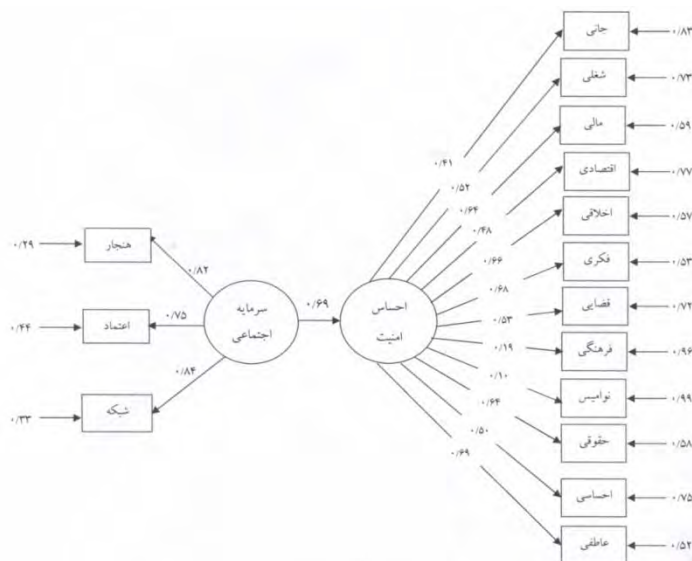 جانی ۰/۸۳
شغلی ۰/۷۳
مالی ۰/۵۹
اقتصادی ۰/۷۷
اخلاقی ۰/۵۷
فکری ۰/۵۳
قضایی ۰/۷۲
فرهنگی ۰/۹۶
نوامیس ۰/۹۹
حقوقی ۰/۵۸
احساسی ۰/۷۵
عاطفی ۰/۵۲
۰/۴۱
۰/۵۲
۰/۶۴
۰/۴۸
۰/۶۶
۰/۶۸
۰/۵۳
۰/۱۹
۰/۱۰
۰/۶۴
۰/۵۰
۰/۶۹
احساس
امنیت
۰/۶۹
سرمایه
اجتماعی
۰/۸۲
۰/۷۵
۰/۸۴
هنجار ۰/۲۹
اعتماد ۰/۴۴
شبکه ۰/۳۳